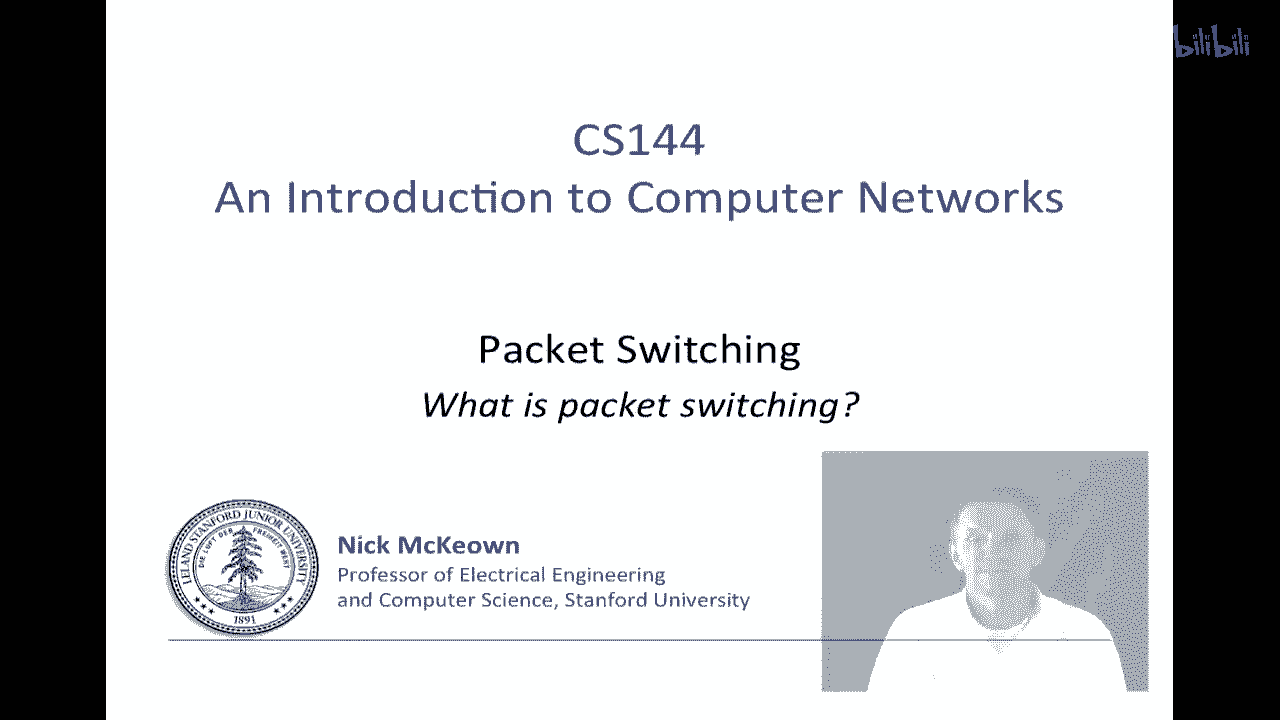 bilibili
CS144
An Introduction to Computer Networks
Packet Switching
What is packet switching?
LELAND STANFORD JUNIOR UNIVERSITY
DIE LUFT DER FREIHEIT WEHT
1891
Nick McKeown
Professor of Electrical Engineering
and Computer Science, Stanford University